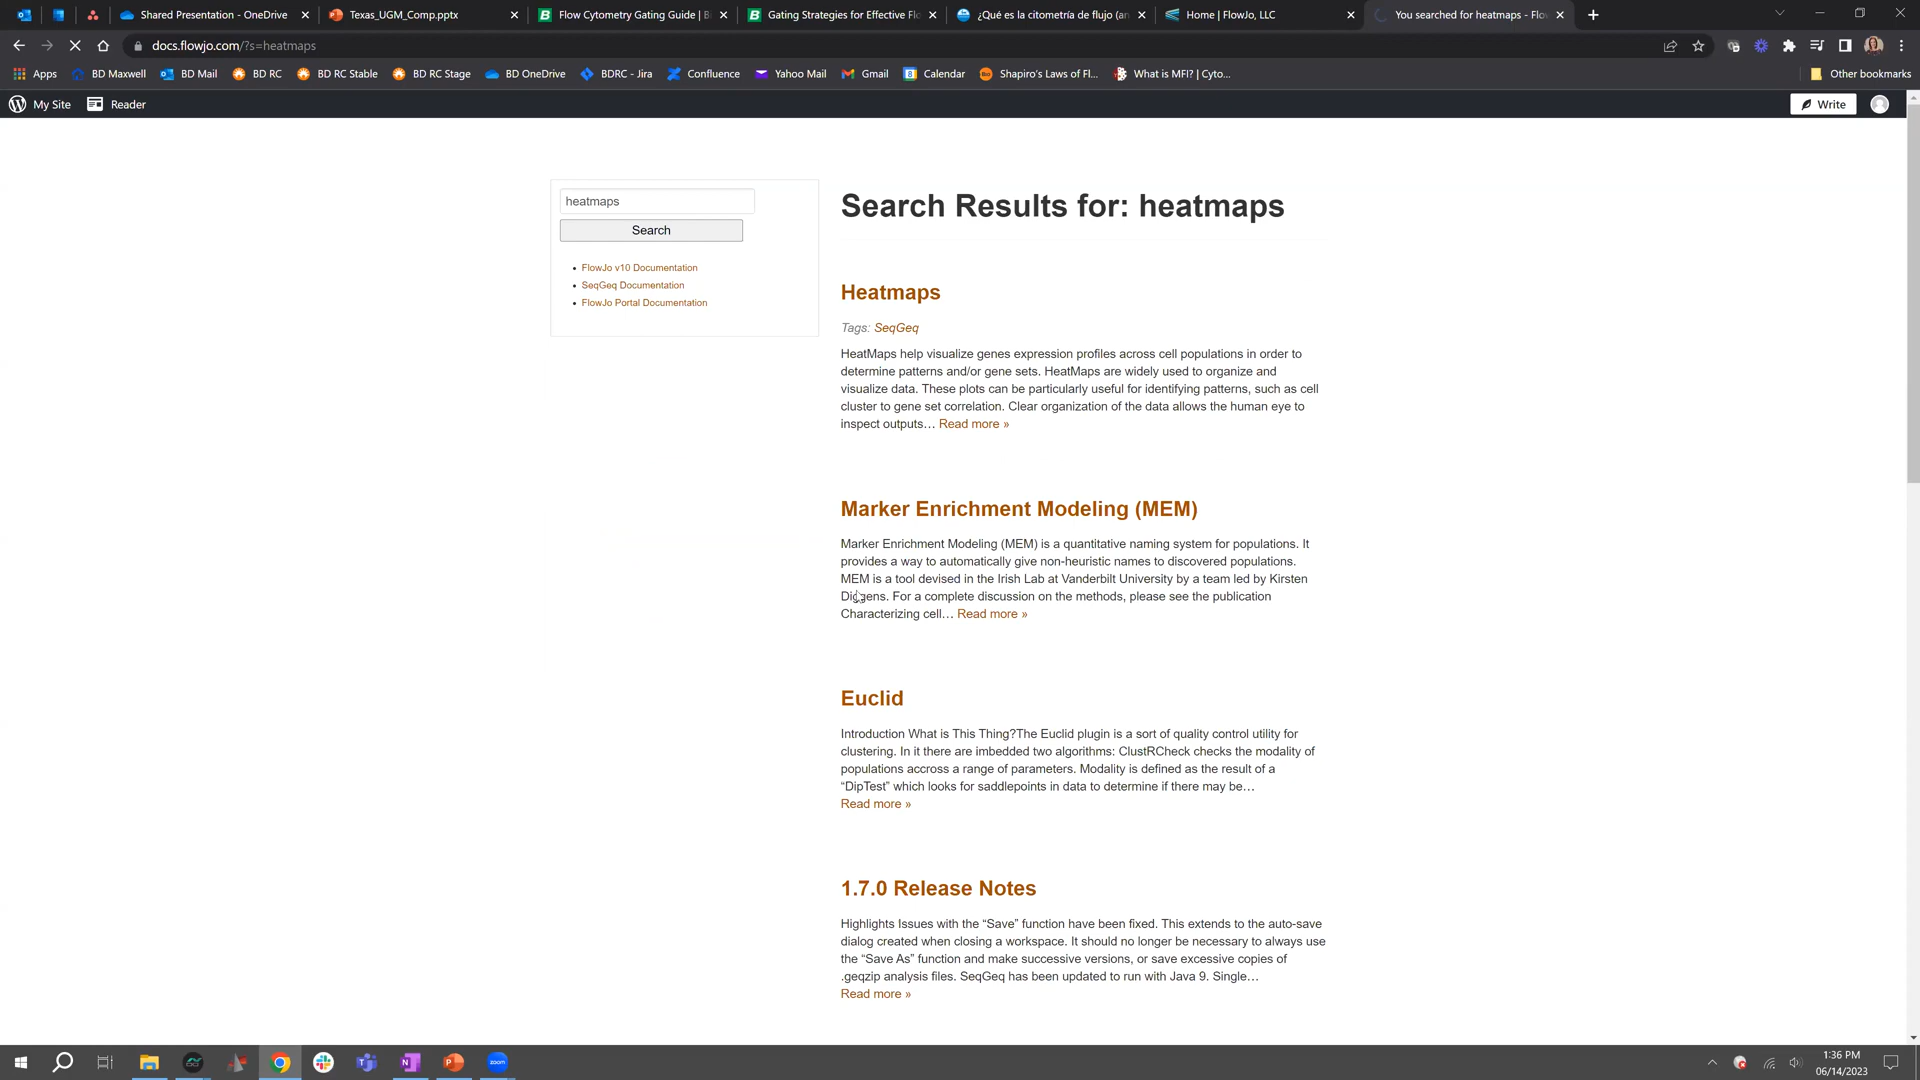 Shared Presentation - OneDrive
Texas_UGM_Comp.pptx
Flow Cytometry Gating Guide | B
Gating Strategies for Effective Flo
¿Qué es la citometría de flujo (an
Home | FlowJo, LLC
You searched for heatmaps - Flo
docs.flowjo.com/?s=heatmaps
Apps BD Maxwell BD Mail BD RC BD RC Stable BD RC Stage BD OneDrive BDRC - Jira Confluence Yahoo Mail Gmail Calendar Shapiro's Laws of Fl... What is MFI? | Cyto... Other bookmarks
My Site Reader Write
heatmaps
Search
FlowJo v10 Documentation
SeqGeq Documentation
FlowJo Portal Documentation
Search Results for: heatmaps
Heatmaps
Tags: SeqGeq
HeatMaps help visualize genes expression profiles across cell populations in order to
determine patterns and/or gene sets. HeatMaps are widely used to organize and
visualize data. These plots can be particularly useful for identifying patterns, such as cell
cluster to gene set correlation. Clear organization of the data allows the human eye to
inspect outputs… Read more »
Marker Enrichment Modeling (MEM)
Marker Enrichment Modeling (MEM) is a quantitative naming system for populations. It
provides a way to automatically give non-heuristic names to discovered populations.
MEM is a tool devised in the Irish Lab at Vanderbilt University by a team led by Kirsten
Diggens. For a complete discussion on the methods, please see the publication
Characterizing cell… Read more »
Euclid
Introduction What is This Thing?The Euclid plugin is a sort of quality control utility for
clustering. In it there are imbedded two algorithms: ClustRCheck checks the modality of
populations accross a range of parameters. Modality is defined as the result of a
“DipTest” which looks for saddlepoints in data to determine if there may be…
Read more »
1.7.0 Release Notes
Highlights Issues with the “Save” function have been fixed. This extends to the auto-save
dialog created when closing a workspace. It should no longer be necessary to always use
the “Save As” function and make successive versions, or save excessive copies of
.geqzip analysis files. SeqGeq has been updated to run with Java 9. Single…
Read more »
zoom
1:36 PM
06/14/2023